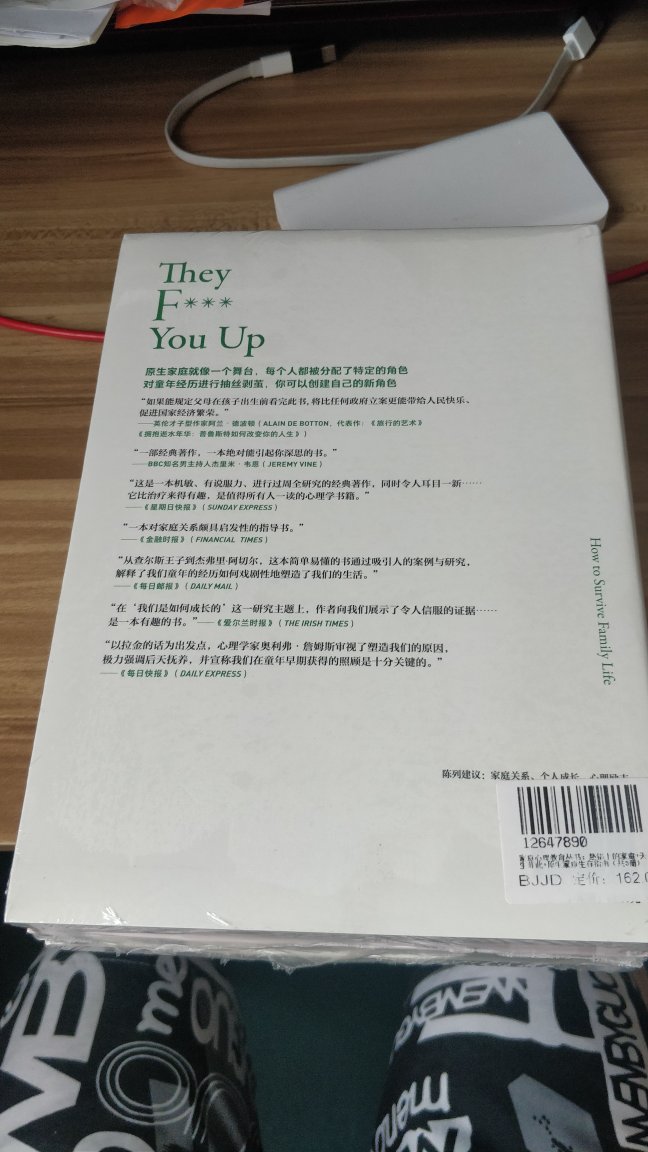 They
F***
You Up
原生家庭就像一个舞台，每个人都被分配了特定的角色
对童年经历进行抽丝剥茧，你可以创建自己的新角色
“如果能规定父母在孩子出生前看完此书,将比任何政府立案更能带给人民快乐、
促进国家经济繁荣。”
——英伦才子型作家阿兰·德波顿（ALAIN DE BOTTON，代表作：《旅行的艺术》
《拥抱逝水年华：普鲁斯特如何改变你的人生》）
“一部经典著作，一本绝对能引起你深思的书。”
——BBC知名男主持人杰里米·韦恩（JEREMY VINE）
“这是一本机敏、有说服力、进行过周全研究的经典著作，同时令人耳目一新……
它比治疗来得有趣，是值得所有人一读的心理学书籍。”
——《星期日快报》（SUNDAY EXPRESS）
“一本对家庭关系颇具启发性的指导书。”
——《金融时报》（FINANCIAL TIMES）
“从查尔斯王子到杰弗里·阿切尔，这本简单易懂的书通过吸引人的案例与研究，
解释了我们童年的经历如何戏剧性地塑造了我们的生活。”
——《每日邮报》（DAILY MAIL）
“在‘我们是如何成长的’这一研究主题上，作者向我们展示了令人信服的证据……
是一本有趣的书。”——《爱尔兰时报》（THE IRISH TIMES）
“以拉金的话为出发点，心理学家奥利弗·詹姆斯审视了塑造我们的原因，
极力强调后天抚养，并宣称我们在童年早期获得的照顾是十分关键的。”
——《每日快报》（DAILY EXPRESS）
How to Survive Family Life
陈列建议：家庭关系、个人成长、心理励志
12647890
BJJD 定价：162.0